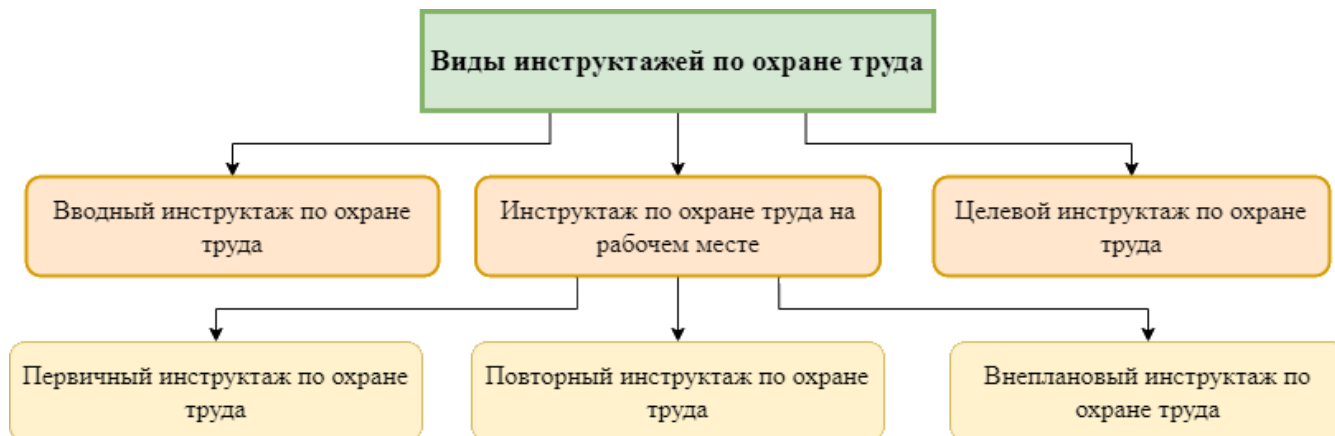 Виды инструктажей по охране труда
Вводный инструктаж по охране
труда
Инструктаж по охране труда на
рабочем месте
Целевой инструктаж по охране
труда
Первичный инструктаж по охране
труда
Повторный инструктаж по охране
труда
Внеплановый инструктаж по
охране труда